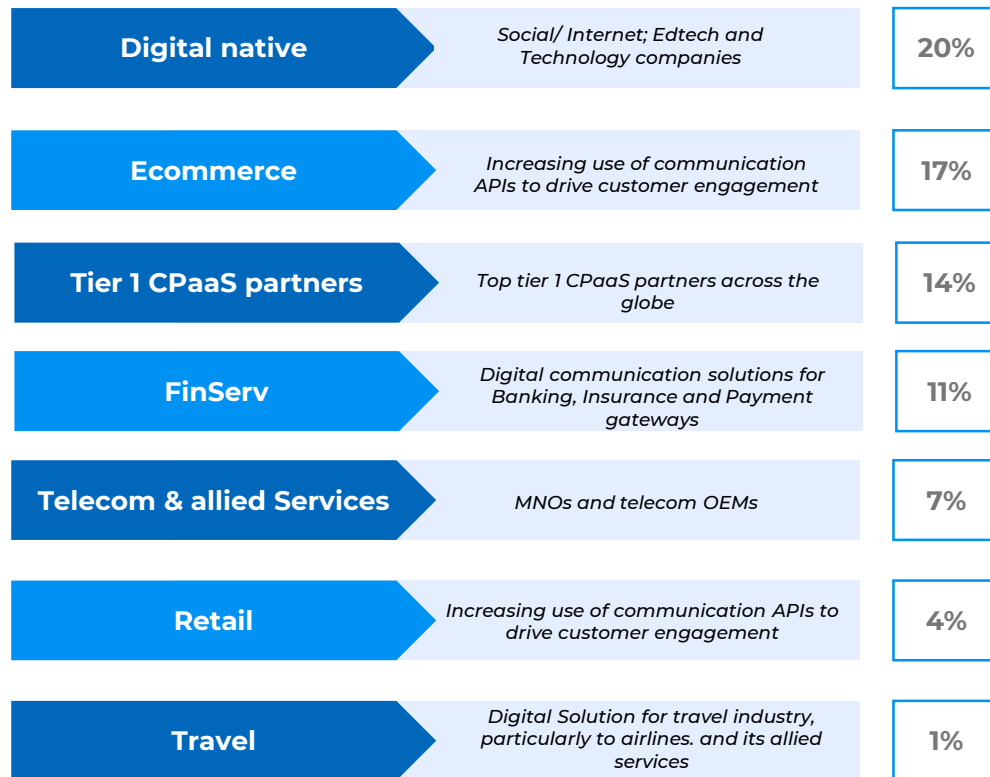 Digital native
Social/ Internet; Edtech and
Technology companies
20%
Ecommerce
Increasing use of communication
APIs to drive customer engagement
17%
Tier 1 CPaaS partners
Top tier 1 CPaaS partners across the
globe
14%
FinServ
Digital communication solutions for
Banking, Insurance and Payment
gateways
11%
Telecom & allied Services
MNOs and telecom OEMs
7%
Retail
Increasing use of communication APIs to
drive customer engagement
4%
Travel
Digital Solution for travel industry,
particularly to airlines. and its allied
services
1%